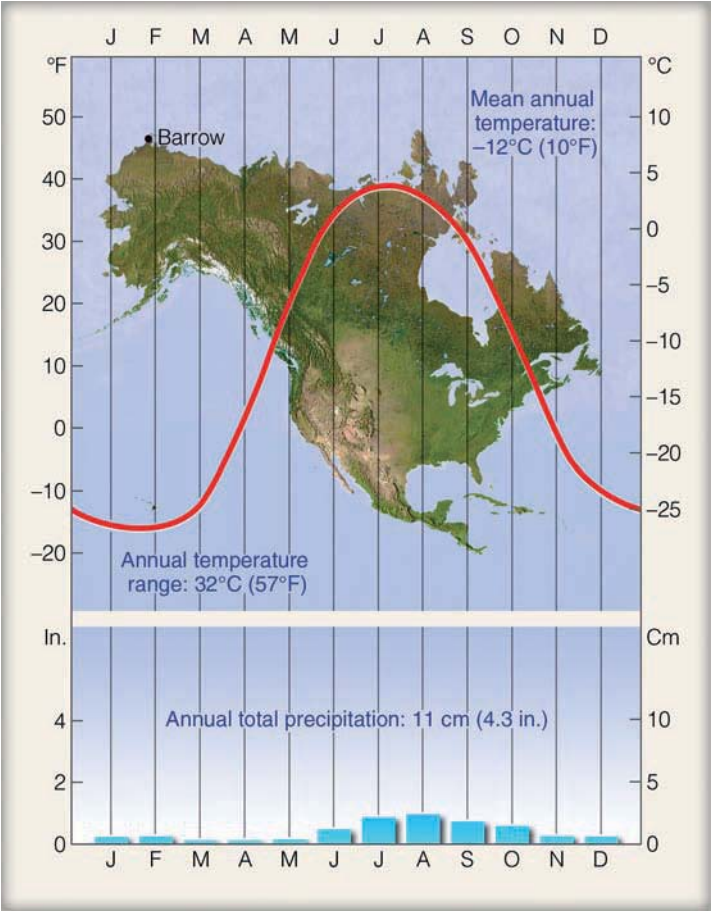 J F M A M J J A S O N D
°F °C
50 10
Mean annual
temperature:
–12°C (10°F)
Barrow
40 5
30 0
20 –5
10 –10
0 –15
–10 –20
–20 –25
Annual temperature
range: 32°C (57°F)
In. Cm
4 10
Annual total precipitation: 11 cm (4.3 in.)
2 5
0 0
J F M A M J J A S O N D